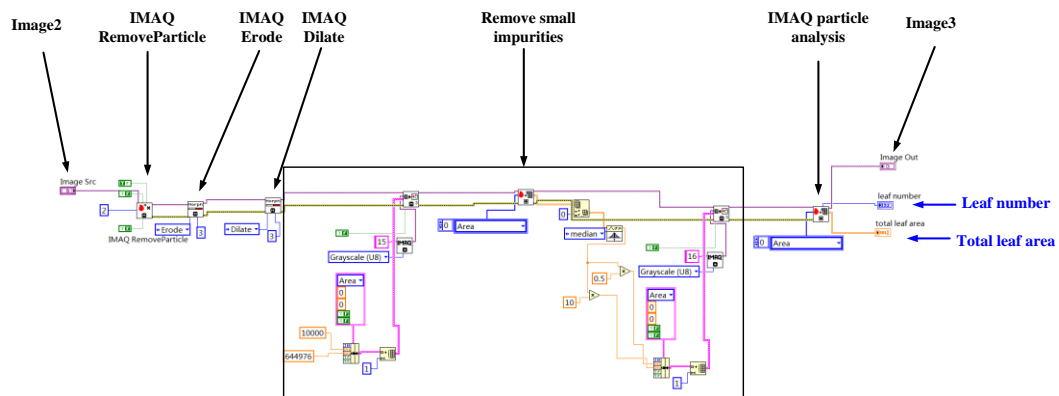 Image2
IMAQ
RemoveParticle
IMAQ
Erode
IMAQ
Dilate
Remove small
impurities
IMAQ particle
analysis
Image3
Image Src
2
IMAQ RemoveParticle
Erode
3
Dilate
3
15
Grayscale (U8)
IMAQ
Area
0
0
10000
644976
1
0
Area
0
median
0.5
10
16
Grayscale (U8)
IMAQ
Area
0
0
1
0
Area
Image Out
leaf number
total leaf area
Leaf number
Total leaf area